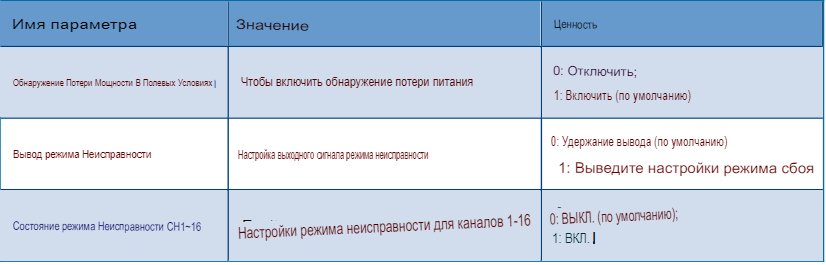 Имя параметра
Значение
Ценность
Обнаружение Потери Мощности В Полевых Условиях |
Чтобы включить обнаружение потери питания
0: Отключить;
1: Включить (по умолчанию)
Вывод режима Неисправности
Настройка выходного сигнала режима неисправности
0: Удержание вывода (по умолчанию)
1: Выведите настройки режима сбоя
Состояние режима Неисправности CH1~16
Настройки режима неисправности для каналов 1-16
0: ВЫКЛ. (по умолчанию);
1: ВКЛ.